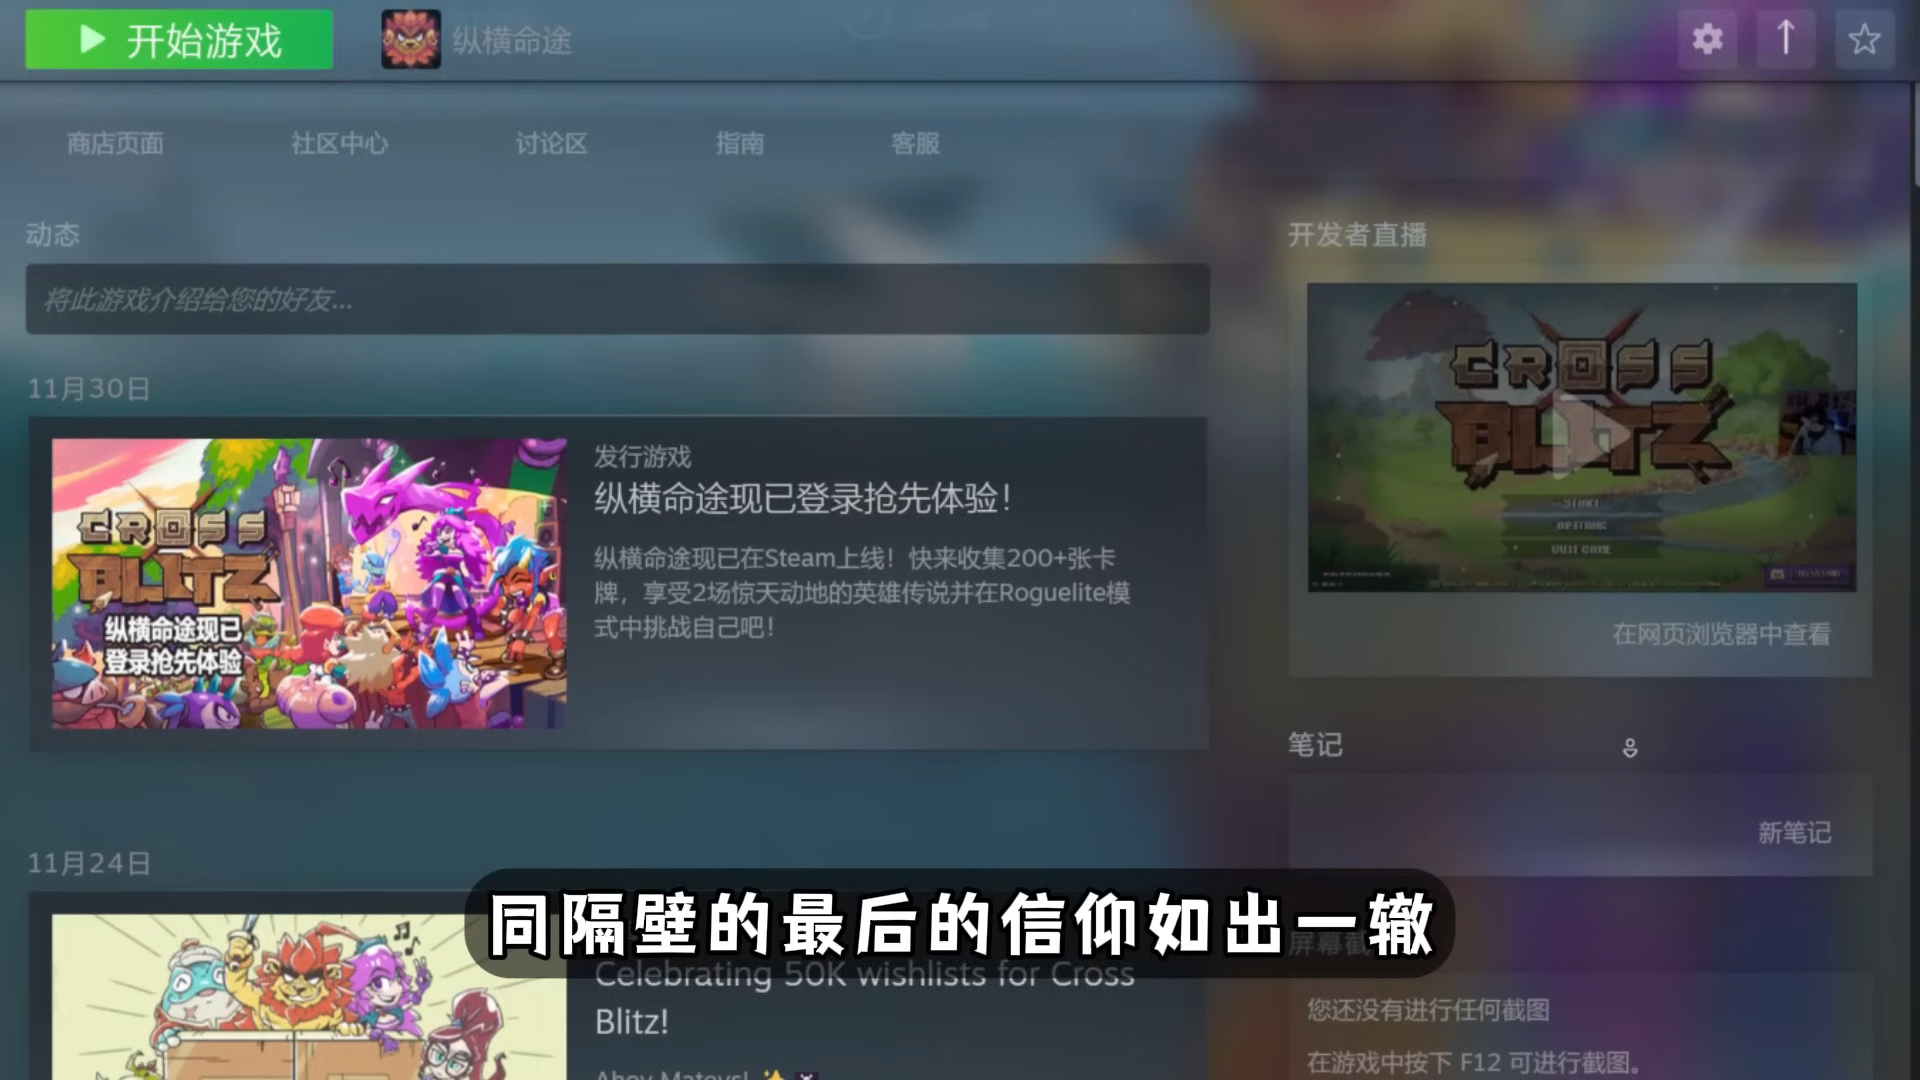 开始游戏
纵横命途
商店页面
社区中心
讨论区
指南
客服
动态
将此游戏介绍给您的好友...
11月30日
CROSS
BLITZ
纵横命途现已
登录抢先体验
发行游戏
纵横命途现已登录抢先体验！
纵横命途现已在Steam上线！快来收集200+张卡
牌，享受2场惊天动地的英雄传说并在Roguelite模
式中挑战自己吧！
11月24日
Celebrating 50K wishlists for Cross
Blitz!
Ahoy Mateys!
开发者直播
CROSS
BLITZ
START
OPTIONS
QUIT GAME
在网页浏览器中查看
笔记
新笔记
屏幕截
您还没有进行任何截图
在游戏中按下 F12 可进行截图。
同隔壁的最后的信仰如出一辙